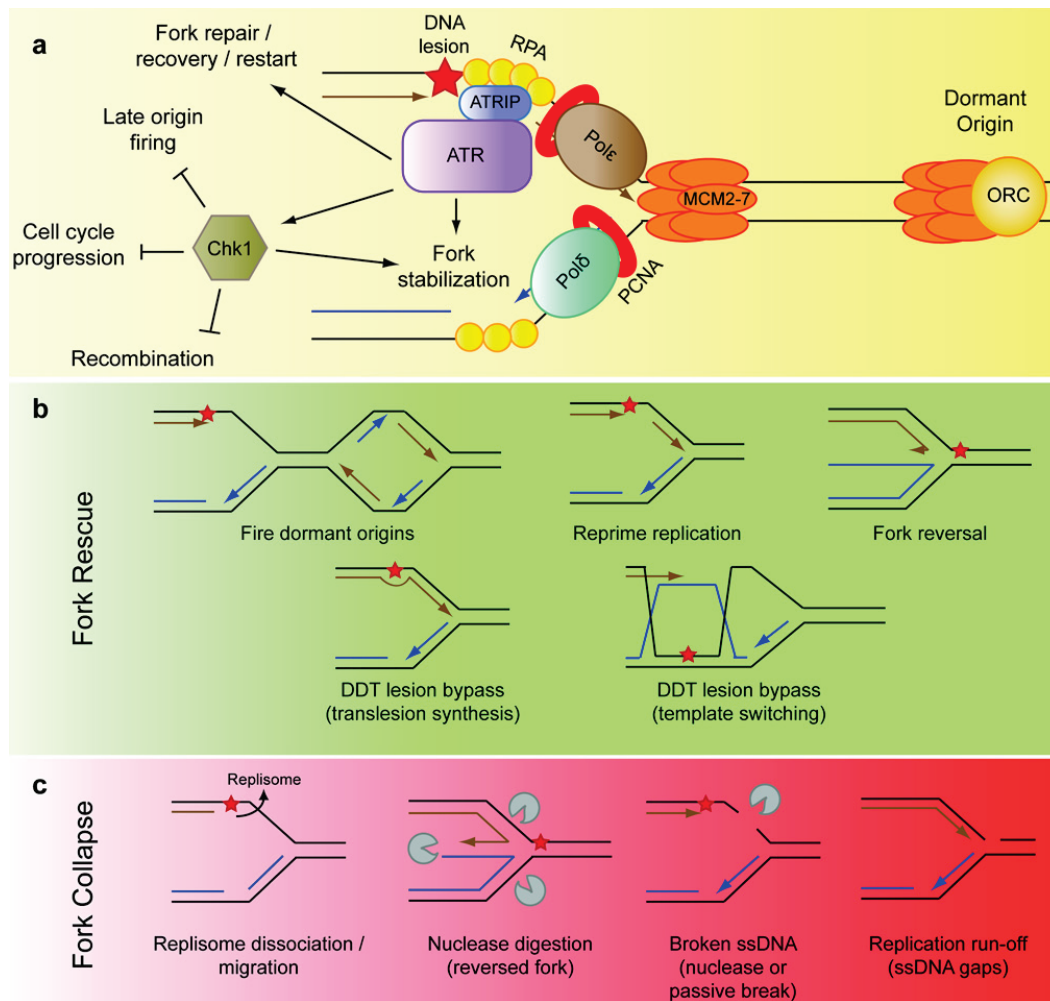 a
Fork repair /
recovery / restart
DNA
lesion
RPA
Late origin
firing
ATRIP
ATR
Polε
Dormant
Origin
MCM2-7
ORC
Cell cycle
progression
Chk1
Fork
stabilization
Polδ
PCNA
Recombination
b
Fork Rescue
Fire dormant origins
Reprime replication
Fork reversal
DDT lesion bypass
(translesion synthesis)
DDT lesion bypass
(template switching)
c
Fork Collapse
Replisome
Replisome dissociation /
migration
Nuclease digestion
(reversed fork)
Broken ssDNA
(nuclease or
passive break)
Replication run-off
(ssDNA gaps)